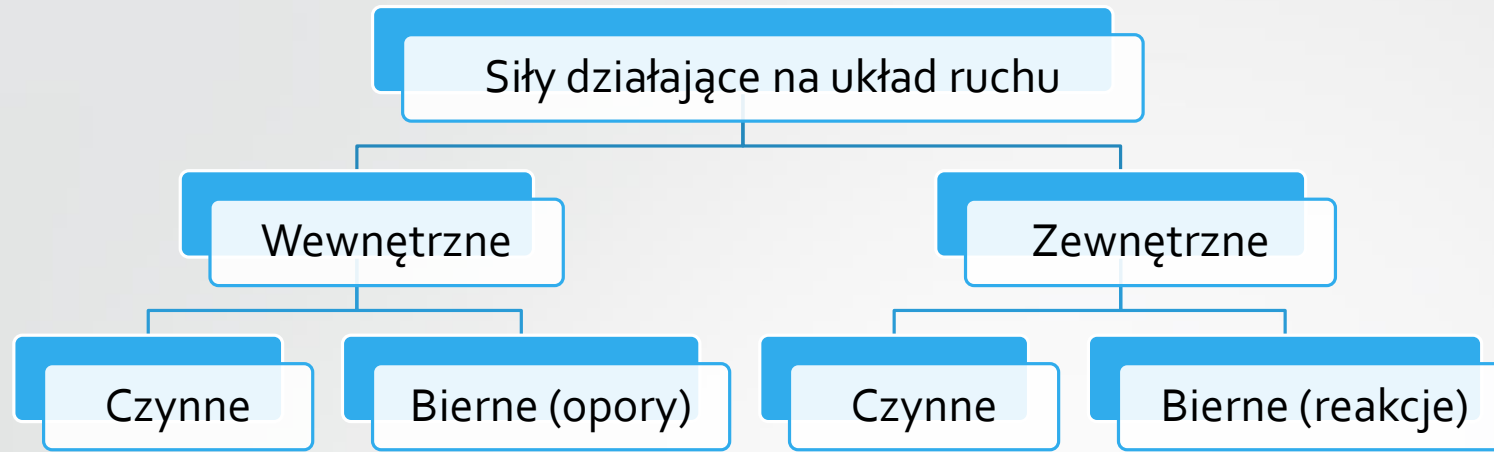 Siły działające na układ ruchu
Wewnętrzne
Zewnętrzne
Czynne
Bierne (opory)
Czynne
Bierne (reakcje)